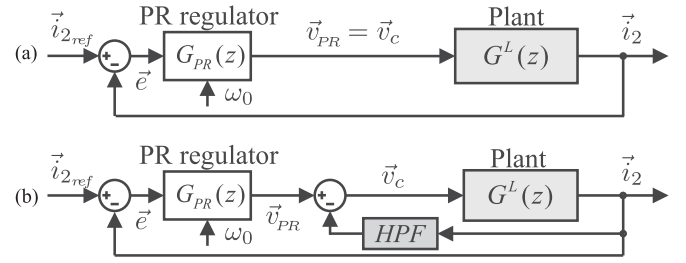 PR regulator
Plant
(a)
i⃗₂ᵣₑf
+
−
e⃗
G_PR(z)
ω₀
v⃗_PR = v⃗_c
G^L(z)
i⃗₂
PR regulator
Plant
(b)
i⃗₂ᵣₑf
+
−
e⃗
G_PR(z)
ω₀
v⃗_PR
+
−
v⃗_c
G^L(z)
i⃗₂
HPF